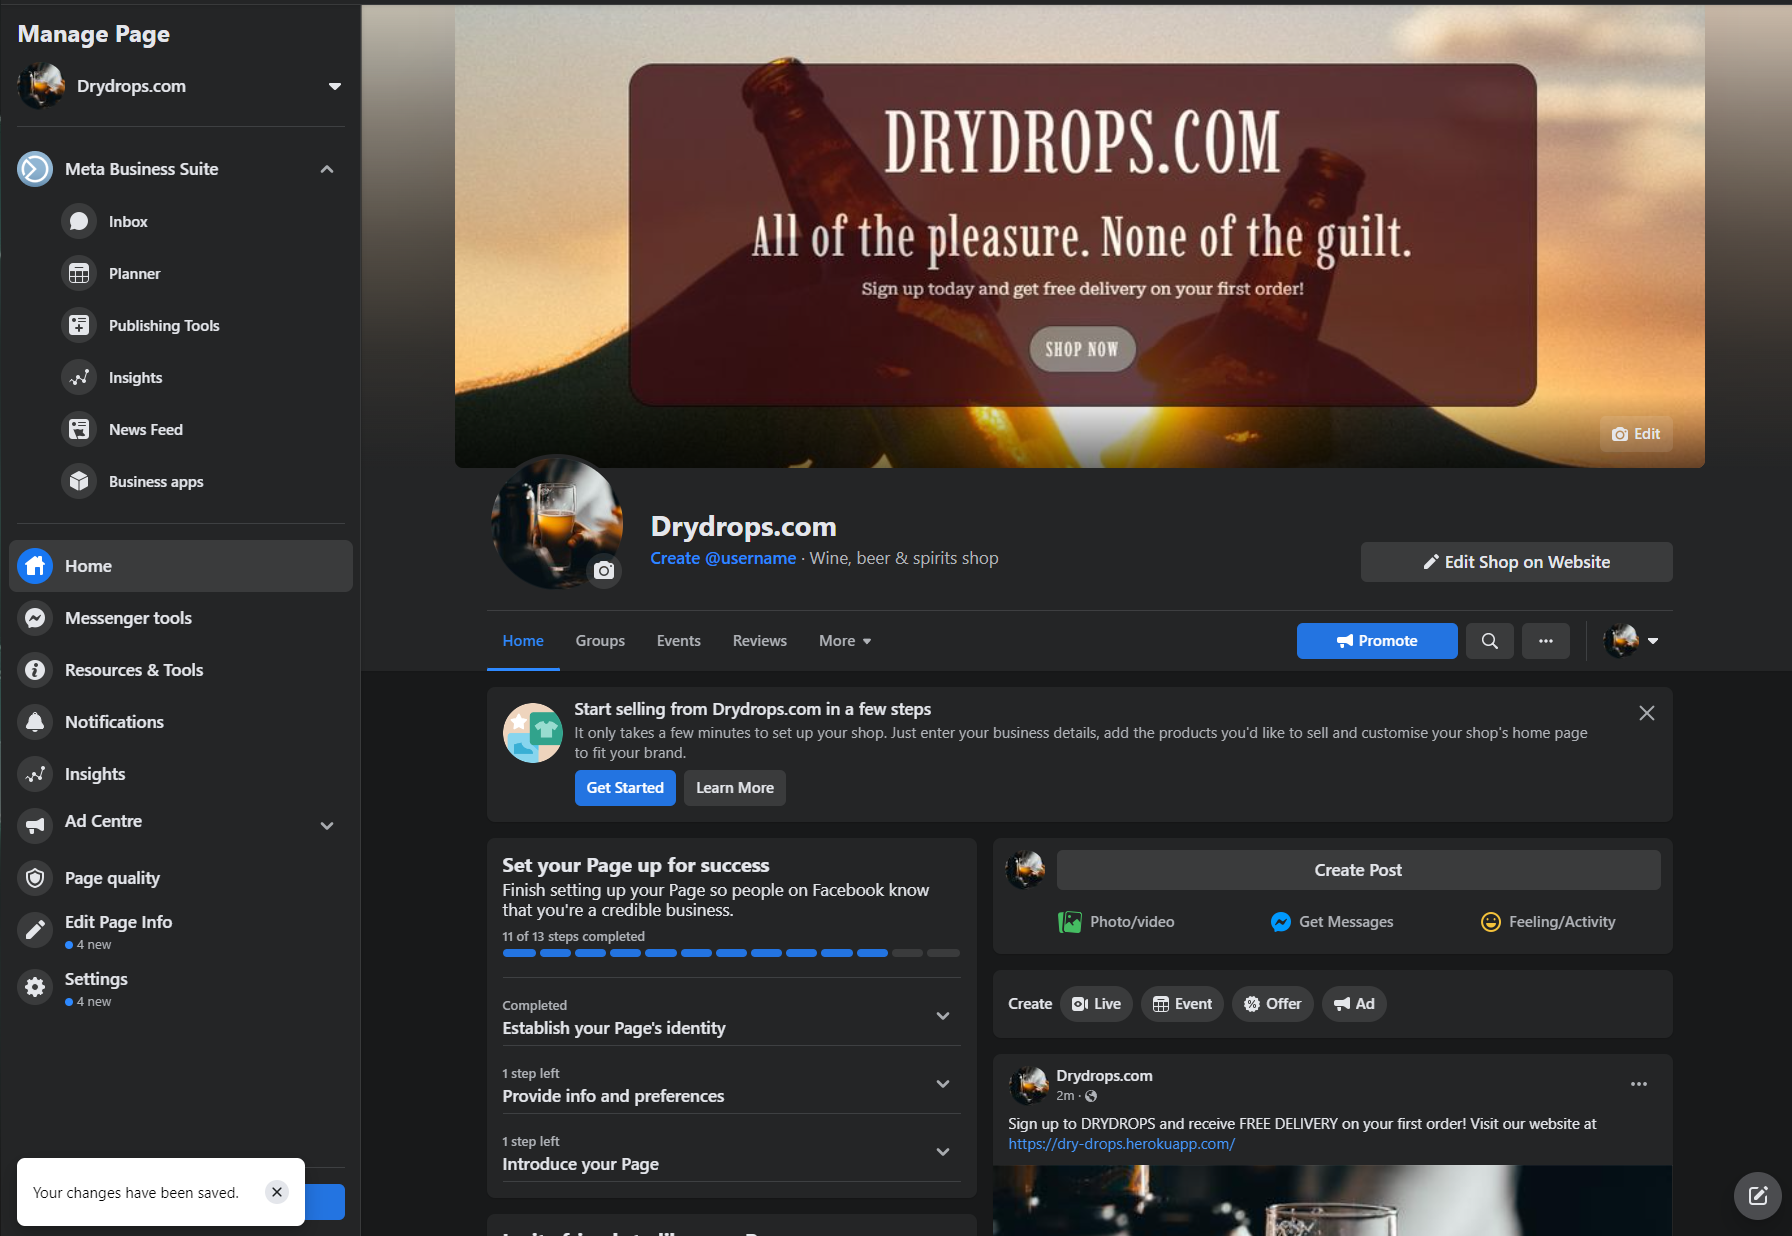 Manage Page
Drydrops.com
Meta Business Suite
Inbox
Planner
Publishing Tools
Insights
News Feed
Business apps
Home
Messenger tools
Resources & Tools
Notifications
Insights
Ad Centre
Page quality
Edit Page Info
4 new
Settings
4 new
Your changes have been saved.
DRYDROPS.COM
All of the pleasure. None of the guilt.
Sign up today and get free delivery on your first order!
SHOP NOW
Edit
Drydrops.com
Create @username · Wine, beer & spirits shop
Edit Shop on Website
Home Groups Events Reviews More
Promote
Start selling from Drydrops.com in a few steps
It only takes a few minutes to set up your shop. Just enter your business details, add the products you'd like to sell and customise your shop's home page
to fit your brand.
Get Started Learn More
Set your Page up for success
Finish setting up your Page so people on Facebook know
that you're a credible business.
11 of 13 steps completed
Completed
Establish your Page's identity
1 step left
Provide info and preferences
1 step left
Introduce your Page
Create Post
Photo/video Get Messages Feeling/Activity
Create Live Event Offer Ad
Drydrops.com
2m ·
Sign up to DRYDROPS and receive FREE DELIVERY on your first order! Visit our website at
https://dry-drops.herokuapp.com/